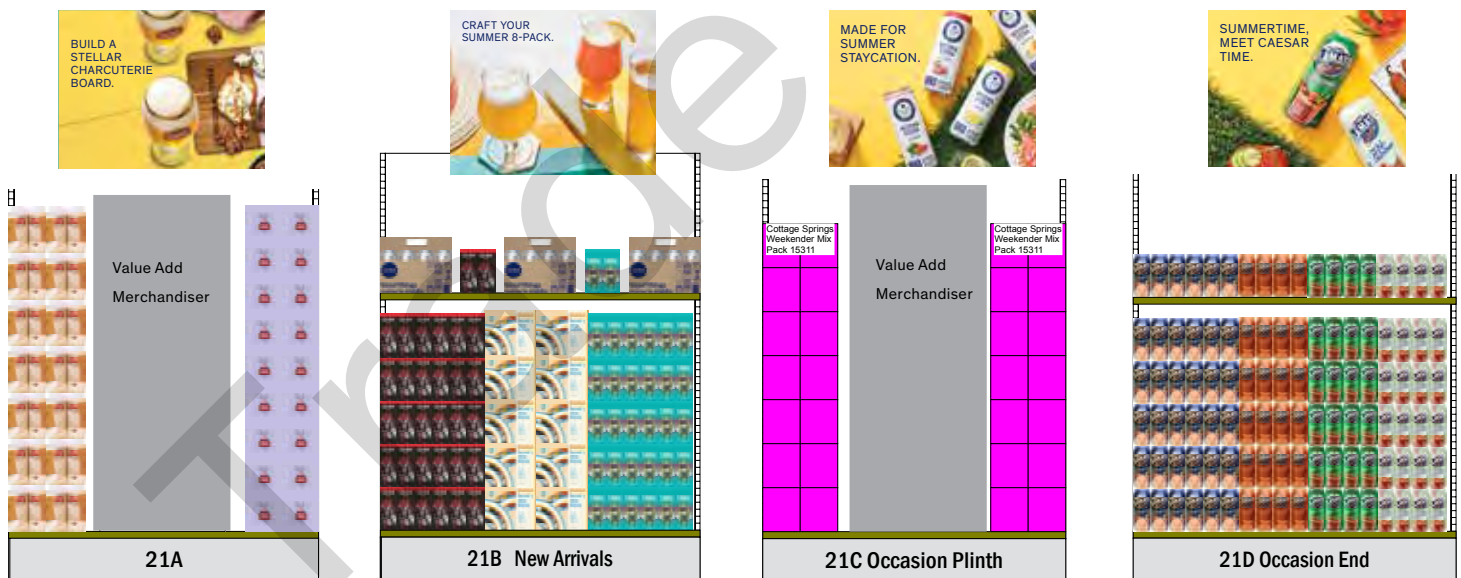 BUILD A
STELLAR
CHARCUTERIE
BOARD.
CRAFT YOUR
SUMMER 8-PACK.
MADE FOR
SUMMER
STAYCATION.
SUMMERTIME,
MEET CAESAR
TIME.
Value Add
Merchandiser
Cottage Springs
Weekender Mix
Pack 15311
Value Add
Merchandiser
Cottage Springs
Weekender Mix
Pack 15311
Trade
21A
21B New Arrivals
21C Occasion Plinth
21D Occasion End